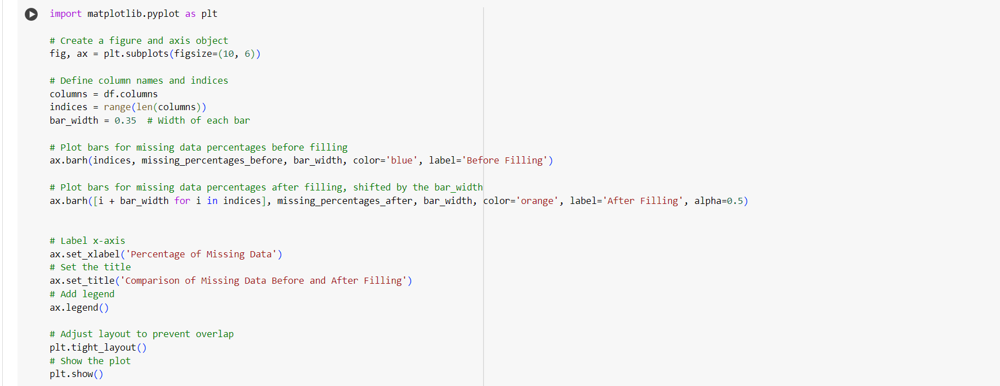 import matplotlib.pyplot as plt
# Create a figure and axis object
fig, ax = plt.subplots(figsize=(10, 6))
# Define column names and indices
columns = df.columns
indices = range(len(columns))
bar_width = 0.35  # Width of each bar
# Plot bars for missing data percentages before filling
ax.barh(indices, missing_percentages_before, bar_width, color='blue', label='Before Filling')
# Plot bars for missing data percentages after filling, shifted by the bar_width
ax.barh([i + bar_width for i in indices], missing_percentages_after, bar_width, color='orange', label='After Filling', alpha=0.5)
# Label x-axis
ax.set_xlabel('Percentage of Missing Data')
# Set the title
ax.set_title('Comparison of Missing Data Before and After Filling')
# Add legend
ax.legend()
# Adjust layout to prevent overlap
plt.tight_layout()
# Show the plot
plt.show()